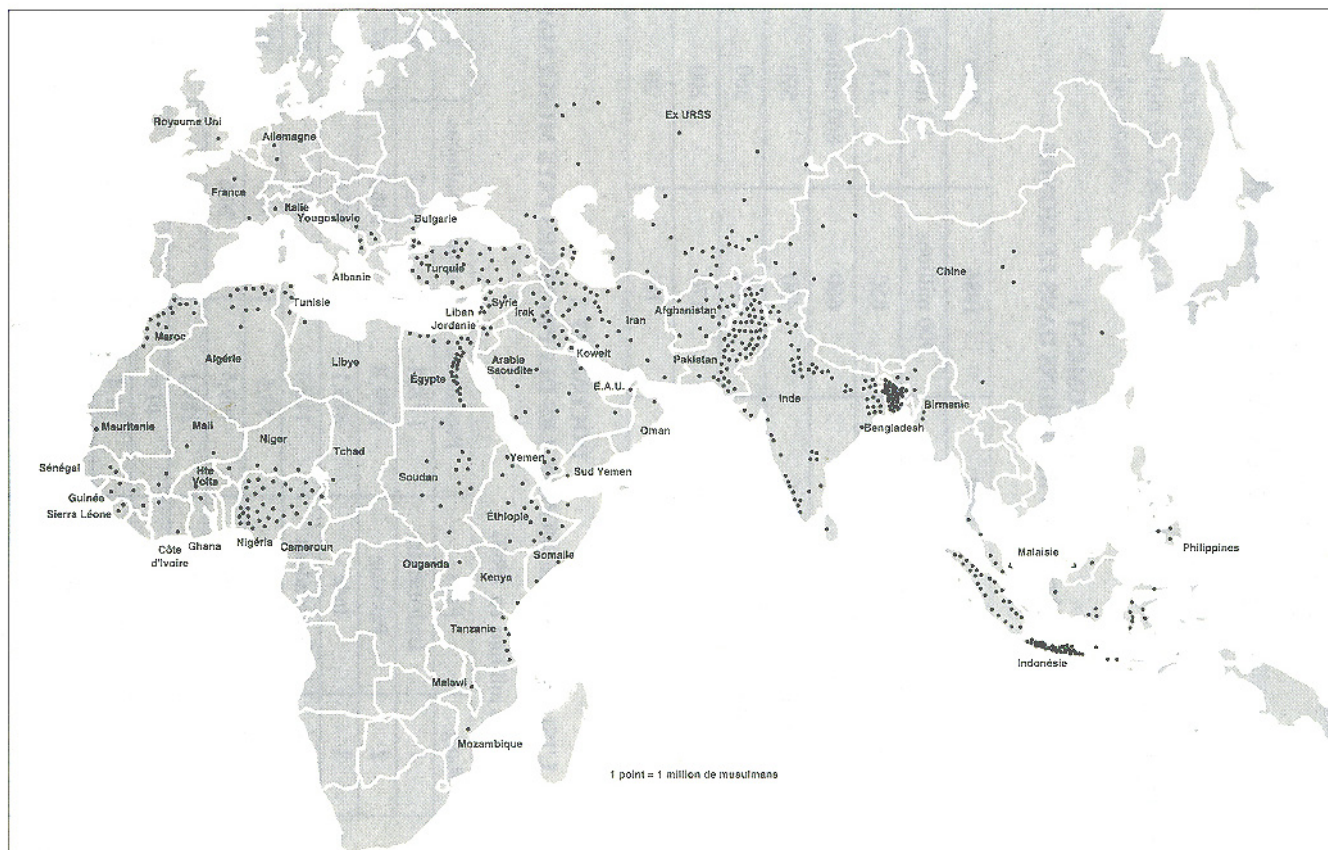 Royaume Uni
Allemagne
Ex URSS
France
Italie
Yougoslavie
Bulgarie
Albanie
Turquie
Chine
Tunisie
Syrie
Liban
Irak
Jordanie
Iran
Afghanistan
Maroc
Algérie
Libye
Égypte
Arabie
Saoudite
Koweit
Pakistan
E.A.U.
Inde
Birmanie
Bengladesh
Oman
Mauritanie
Mali
Niger
Tchad
Soudan
Yemen
Sud Yemen
Sénégal
Hte
Volta
Guinée
Sierra Léone
Éthiopie
Côte
d'Ivoire
Ghana
Nigéria
Cameroun
Ouganda
Somalie
Kenya
Malaisie
Philippines
Tanzanie
Indonésie
Malawi
Mozambique
1 point = 1 million de musulmans